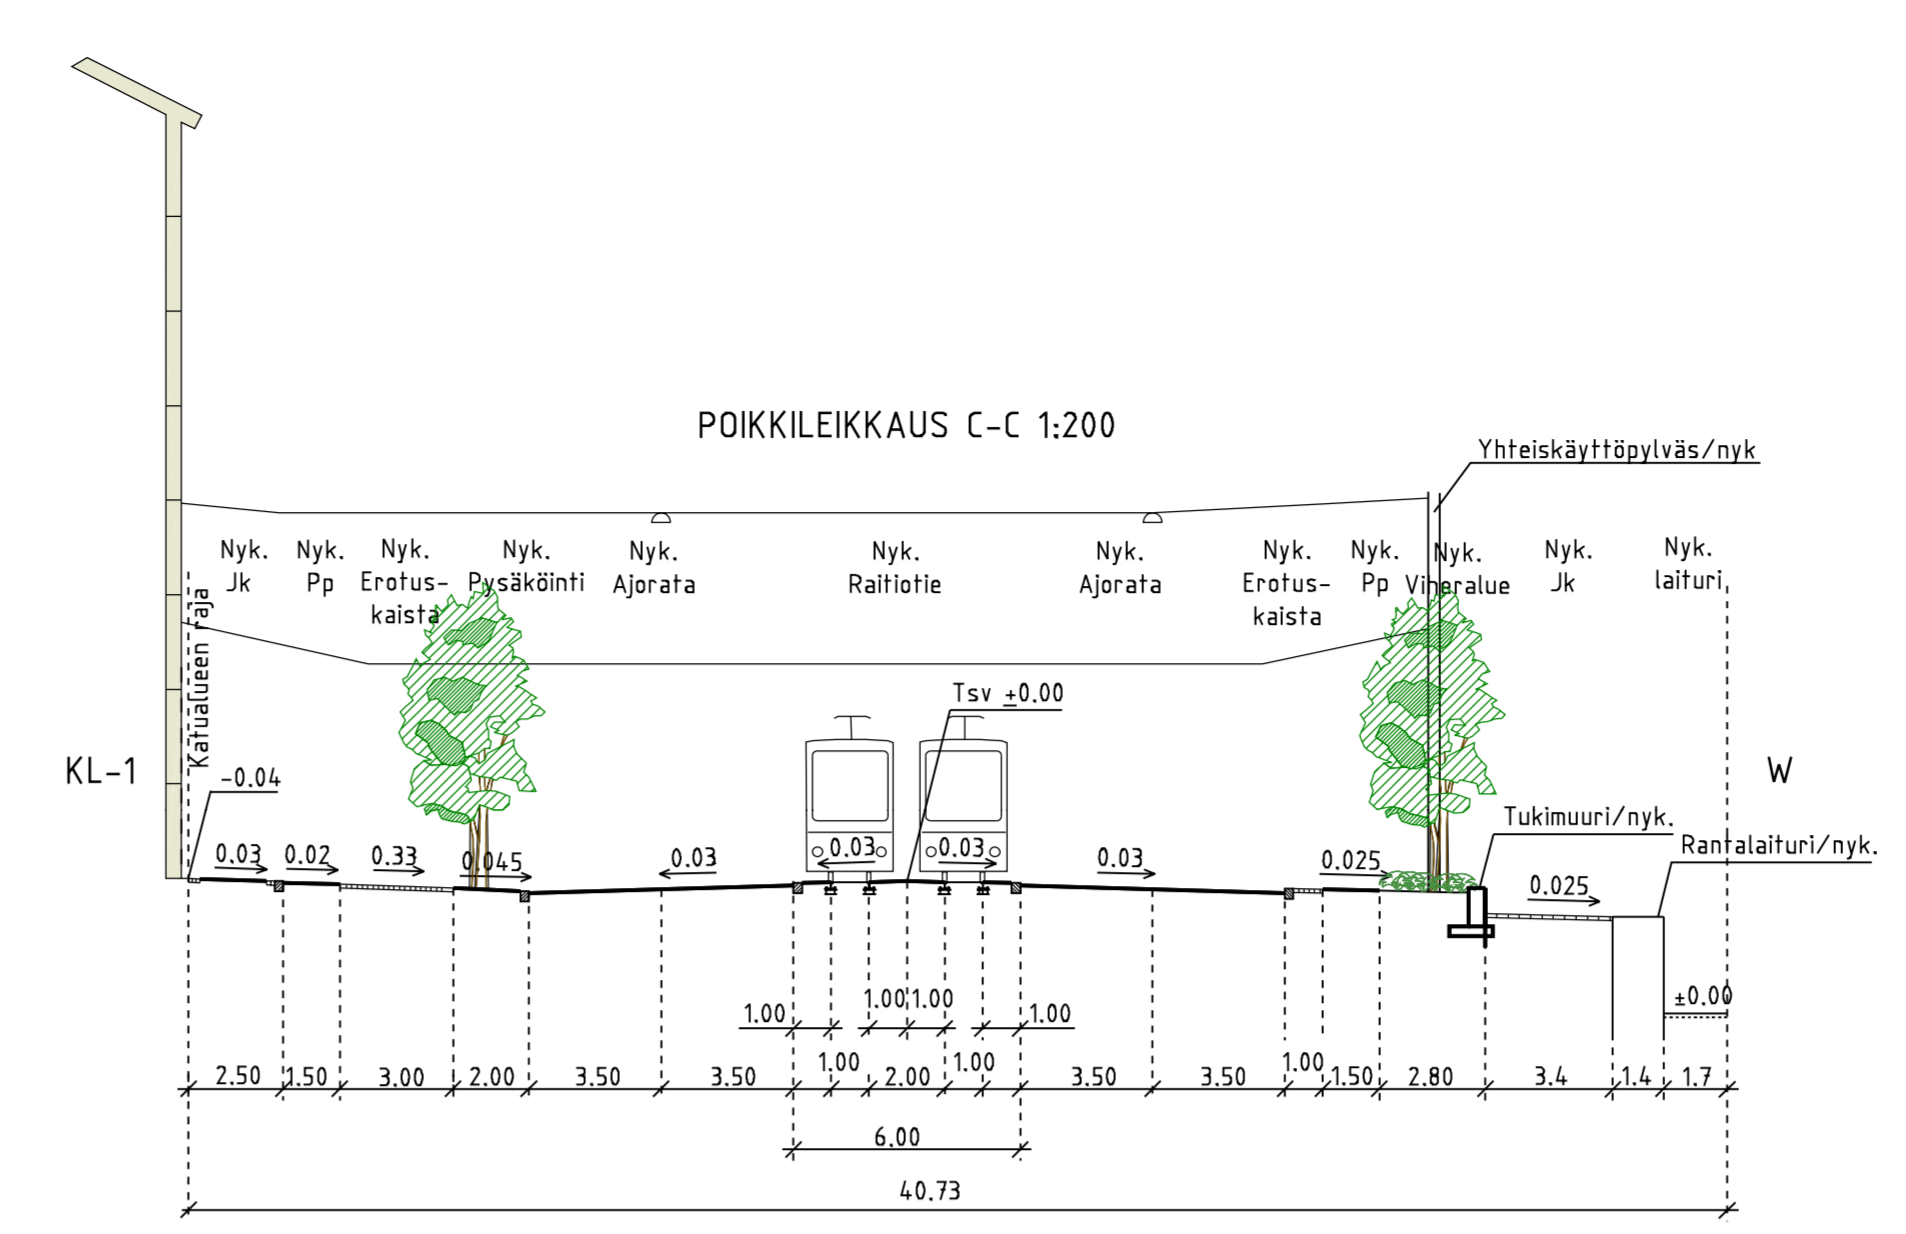 POIKKILEIKKAUS C-C 1:200
Yhteiskäyttöpylväs/nyk
Nyk.
Jk
Nyk.
Pp
Nyk.
Erotus-
kaista
Nyk.
Pysäköinti
Nyk.
Ajorata
Nyk.
Raitiotie
Nyk.
Ajorata
Nyk.
Erotus-
kaista
Nyk.
Pp
Nyk.
Viheralue
Nyk.
Jk
Nyk.
laituri
Katualueen raja
Tsv ±0.00
KL-1
W
-0.04
Tukimuuri/nyk.
Rantalaituri/nyk.
0.03
0.02
0.33
0.045
0.03
0.03
0.03
0.03
0.025
0.025
±0.00
1.00
1.00
1.00
1.00
2.50
1.50
3.00
2.00
3.50
3.50
1.00
2.00
1.00
3.50
3.50
1.00
1.50
2.80
3.4
1.4
1.7
6.00
40.73